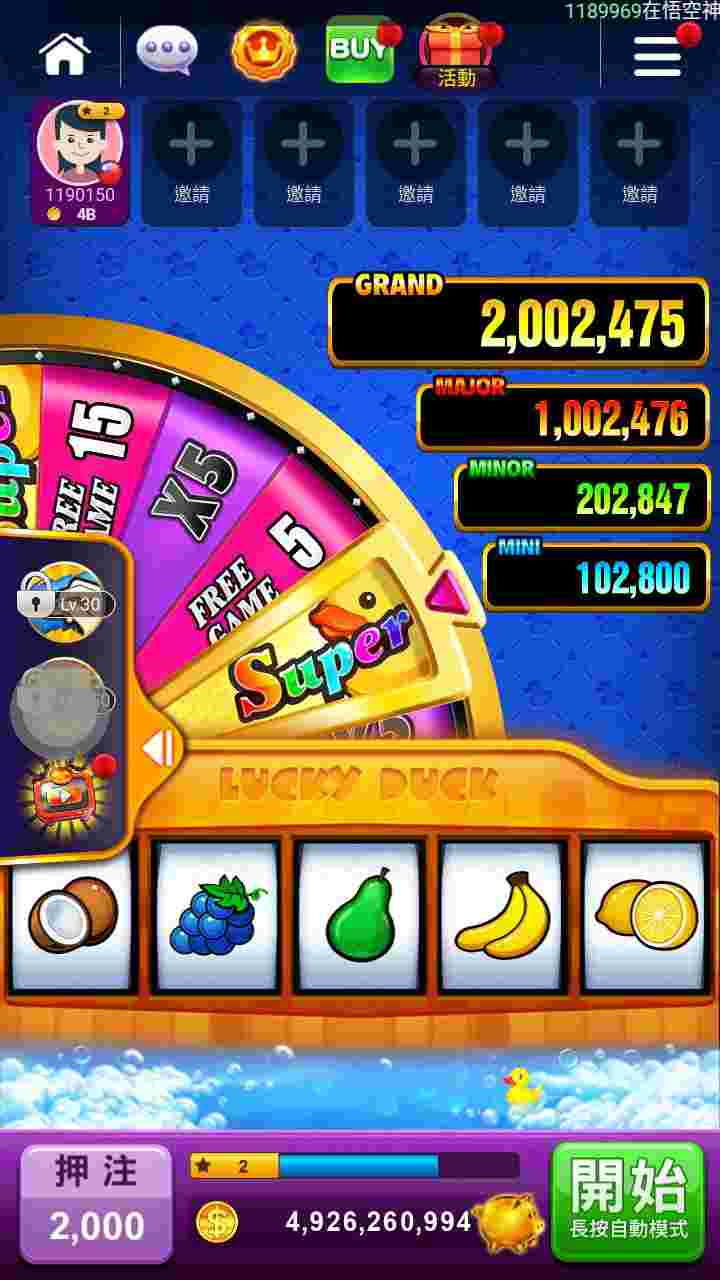 1189969在悟空神
BUY
活動
2
1190150
4B
邀請
邀請
邀請
邀請
邀請
GRAND
2,002,475
MAJOR
1,002,476
MINOR
202,847
MINI
102,800
15
X5
5
FREE
GAME
Super
Lv 30
LUCKY DUCK
押注
2,000
2
4,926,260,994
開始
長按自動模式